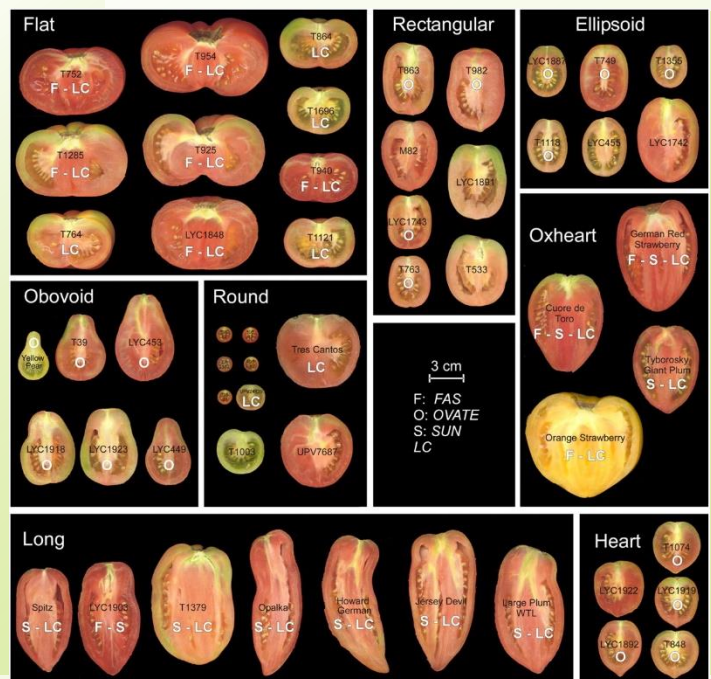 Flat
T752
F - LC
T954
F - LC
T864
LC
T1696
LC
T1285
F - LC
T925
F - LC
T940
F - LC
T764
LC
LYC1848
F - LC
T1121
LC
Rectangular
T863
O
T982
O
M82
LYC1891
LYC1743
O
T763
O
T533
Ellipsoid
LYC1887
O
T749
O
T1355
O
T1113
O
LYC455
LYC1742
Oxheart
German Red
Strawberry
F - S - LC
Cuore de
Toro
F - S - LC
Tyborosky
Giant Plum
S - LC
Orange Strawberry
F - LC
Obovoid
O
Yellow
Pear
T39
O
LYC453
O
LYC1918
O
LYC1923
O
LYC449
O
Round
Tres Cantos
LC
LC
T1003
UPV7687
3 cm
F: FAS
O: OVATE
S: SUN
LC
Long
Spitz
S - LC
LYC1903
F - S
T1379
S - LC
Opalka
S - LC
Howard
German
S - LC
Jersey Devil
S - LC
Large Plum
WTL
S - LC
Heart
T1074
O
LYC1922
LYC1919
O
LYC1892
O
T848
O